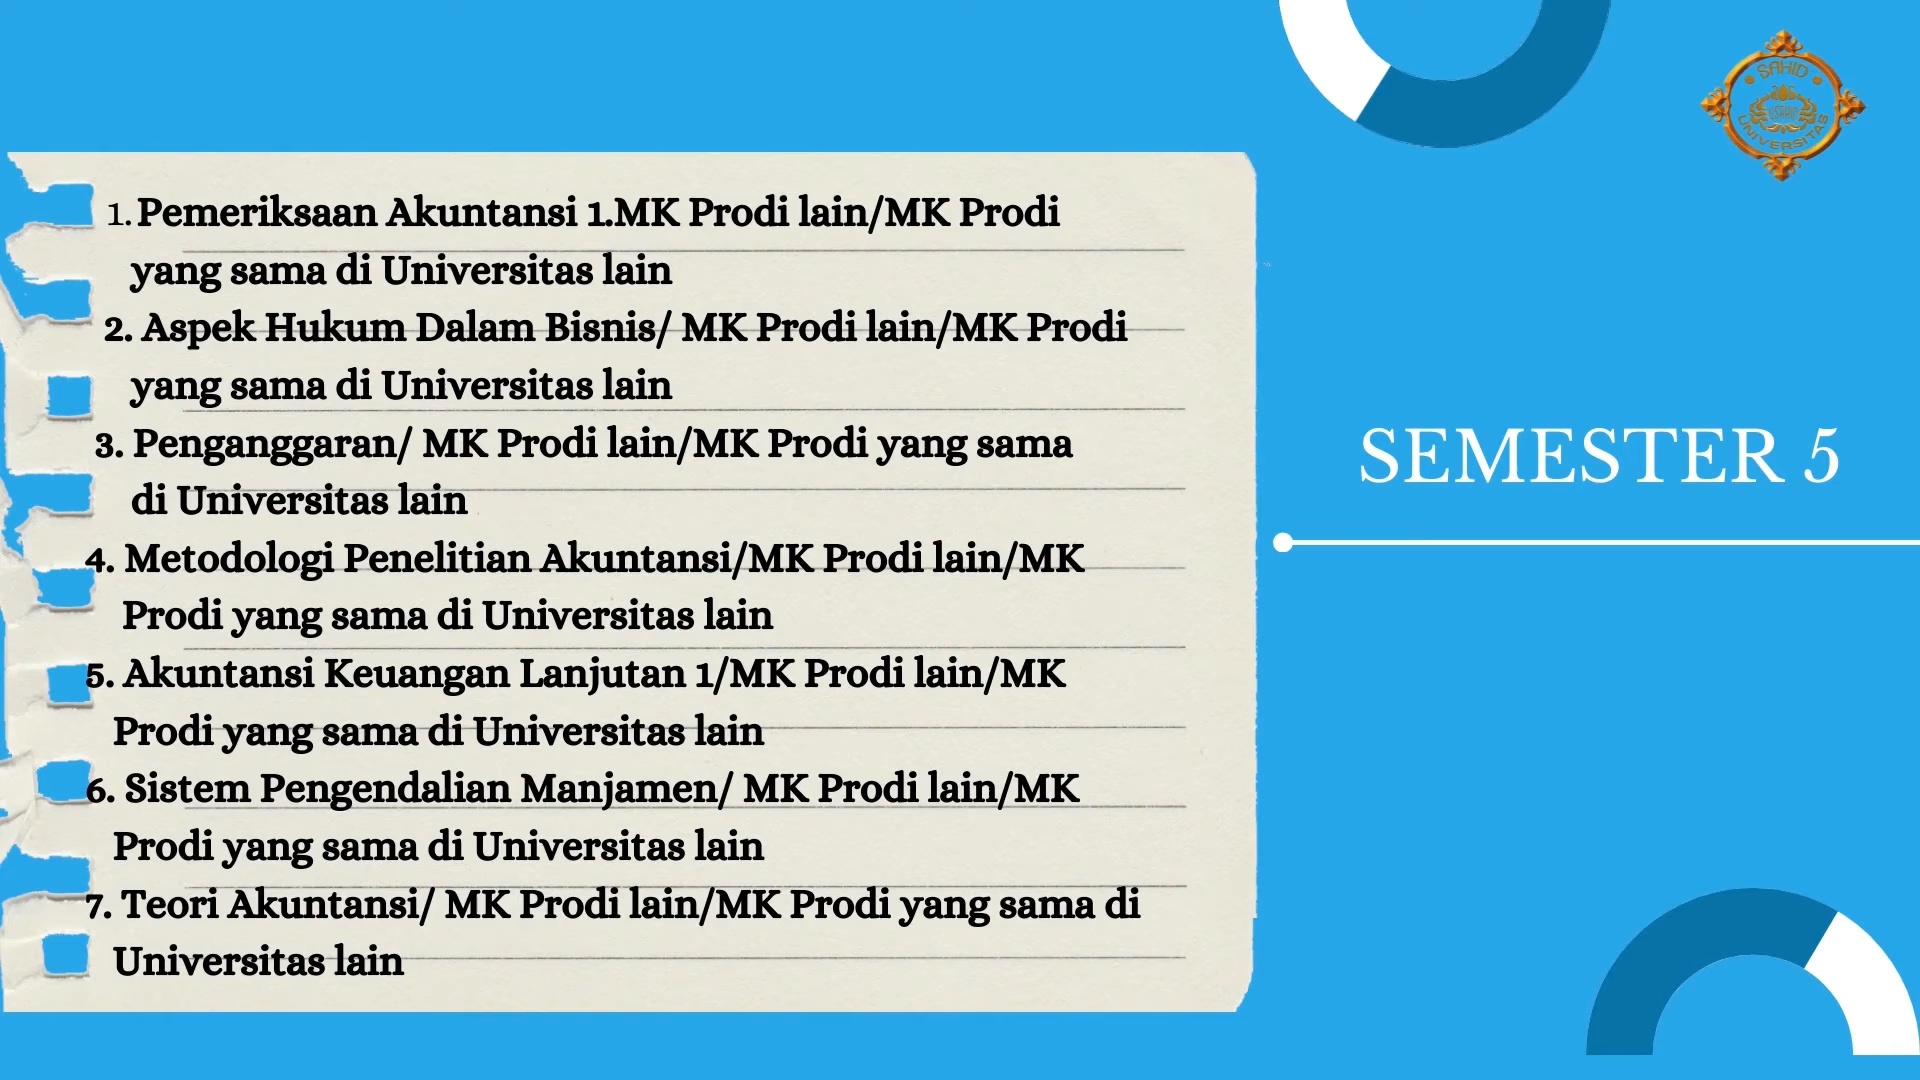 SAHID
USAHID
UNIVERSITAS
1. Pemeriksaan Akuntansi 1.MK Prodi lain/MK Prodi
yang sama di Universitas lain
2. Aspek Hukum Dalam Bisnis/ MK Prodi lain/MK Prodi
yang sama di Universitas lain
3. Penganggaran/ MK Prodi lain/MK Prodi yang sama
di Universitas lain
4. Metodologi Penelitian Akuntansi/MK Prodi lain/MK
Prodi yang sama di Universitas lain
5. Akuntansi Keuangan Lanjutan 1/MK Prodi lain/MK
Prodi yang sama di Universitas lain
6. Sistem Pengendalian Manjamen/ MK Prodi lain/MK
Prodi yang sama di Universitas lain
7. Teori Akuntansi/ MK Prodi lain/MK Prodi yang sama di
Universitas lain
SEMESTER 5